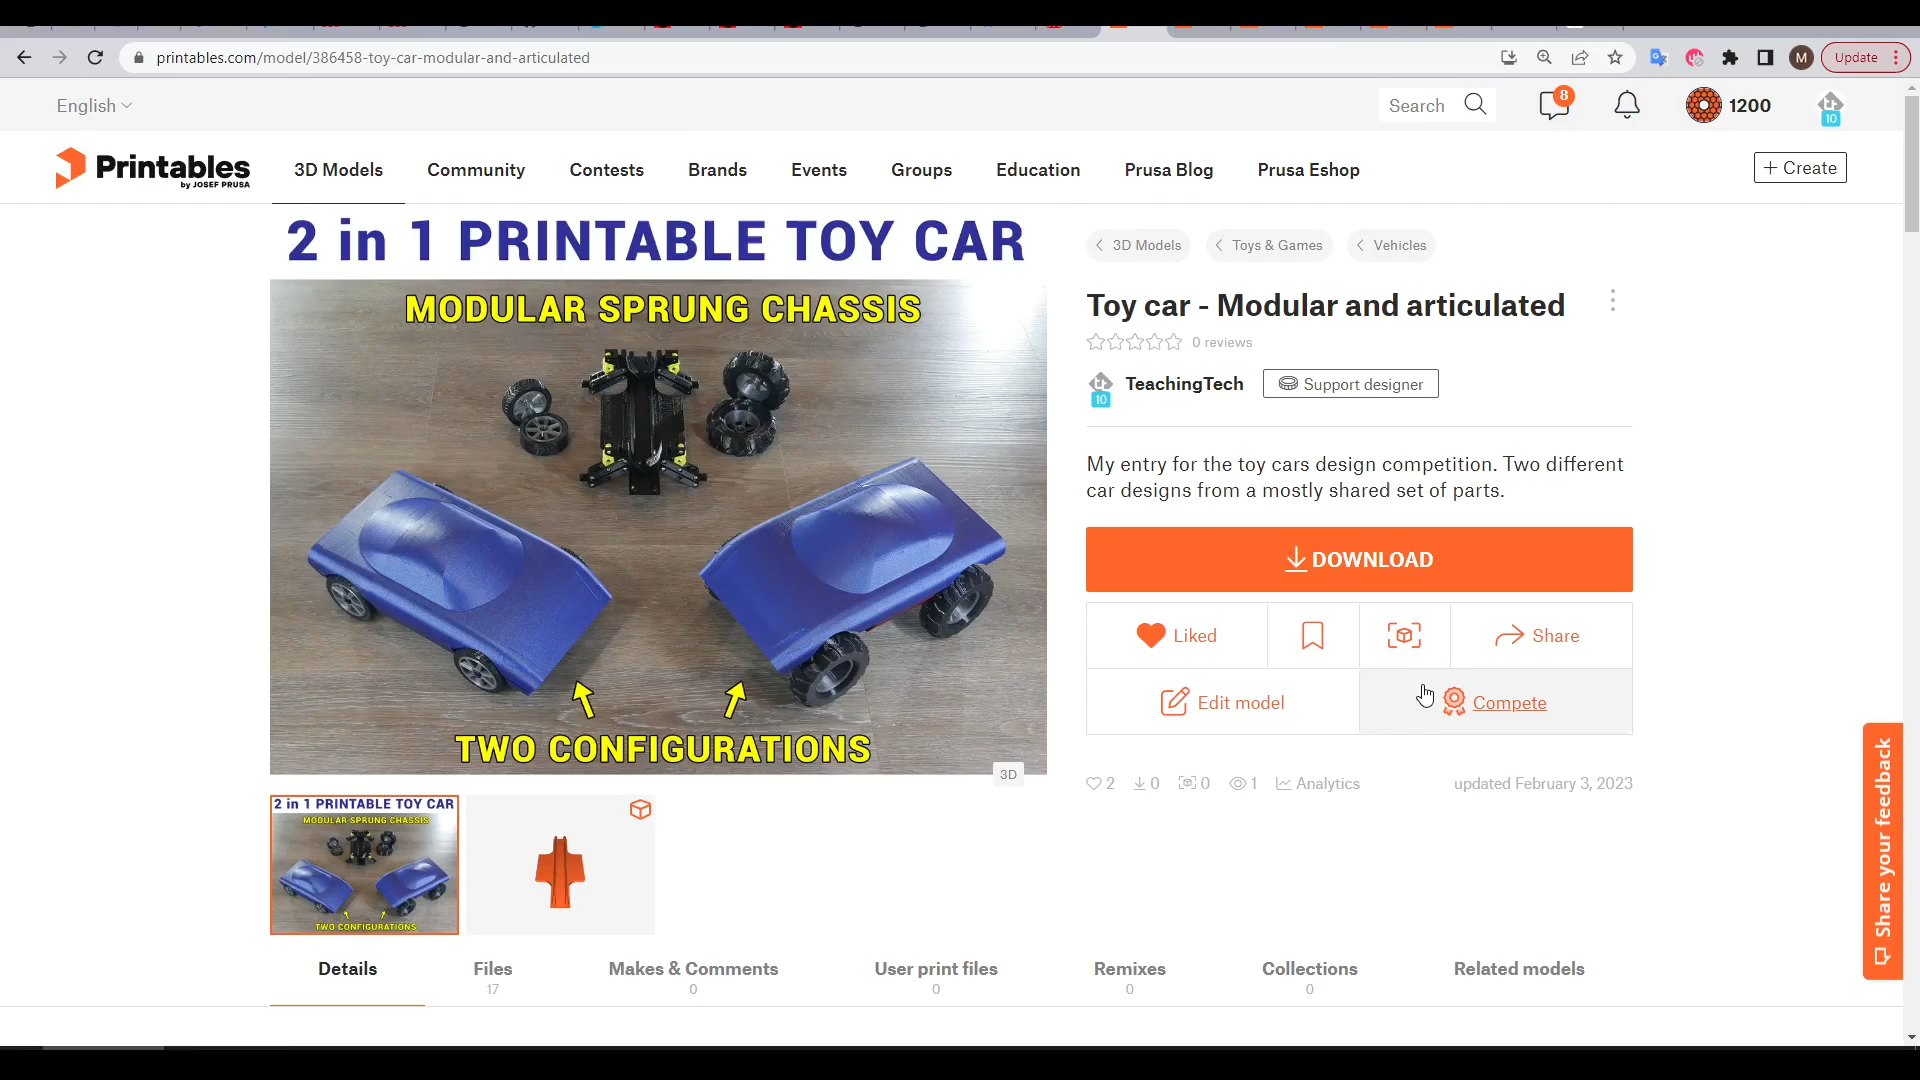 printables.com/model/386458-toy-car-modular-and-articulated
M
Update
English
Search
8
1200
10
Printables
by JOSEF PRUSA
3D Models
Community
Contests
Brands
Events
Groups
Education
Prusa Blog
Prusa Eshop
+ Create
2 in 1 PRINTABLE TOY CAR
MODULAR SPRUNG CHASSIS
TWO CONFIGURATIONS
3D
3D Models
Toys & Games
Vehicles
Toy car - Modular and articulated
0 reviews
10
TeachingTech
Support designer
My entry for the toy cars design competition. Two different
car designs from a mostly shared set of parts.
DOWNLOAD
Liked
Share
Edit model
Compete
2
0
0
1
Analytics
updated February 3, 2023
Share your feedback
2 in 1 PRINTABLE TOY CAR
MODULAR SPRUNG CHASSIS
TWO CONFIGURATIONS
Details
Files
17
Makes & Comments
0
User print files
0
Remixes
0
Collections
0
Related models